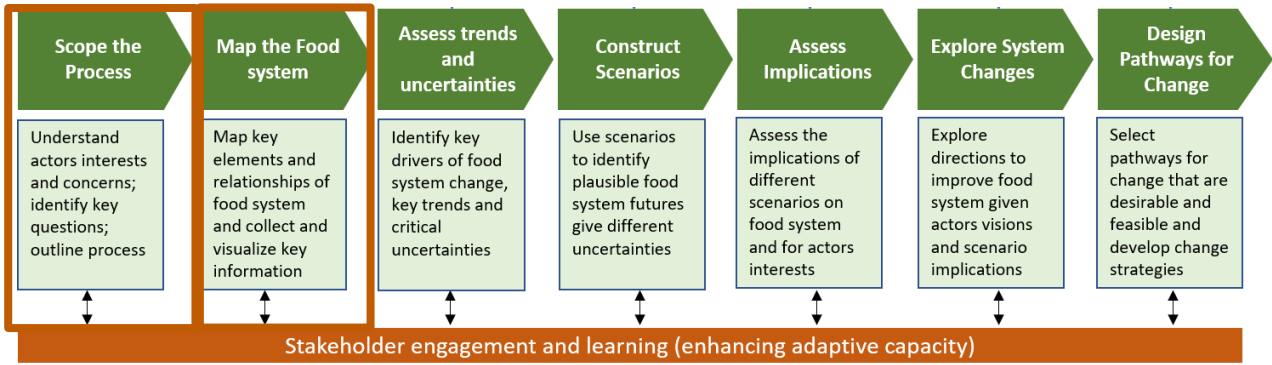 Scope the
Process
Map the Food
system
Assess trends
and
uncertainties
Construct
Scenarios
Assess
Implications
Explore System
Changes
Design
Pathways for
Change
Understand
actors interests
and concerns;
identify key
questions;
outline process
Map key
elements and
relationships of
food system
and collect and
visualize key
information
Identify key
drivers of food
system change,
key trends and
critical
uncertainties
Use scenarios
to identify
plausible food
system futures
give different
uncertainties
Assess the
implications of
different
scenarios on
food system
and for actors
interests
Explore
directions to
improve food
system given
actors visions
and scenario
implications
Select
pathways for
change that are
desirable and
feasible and
develop change
strategies
Stakeholder engagement and learning (enhancing adaptive capacity)